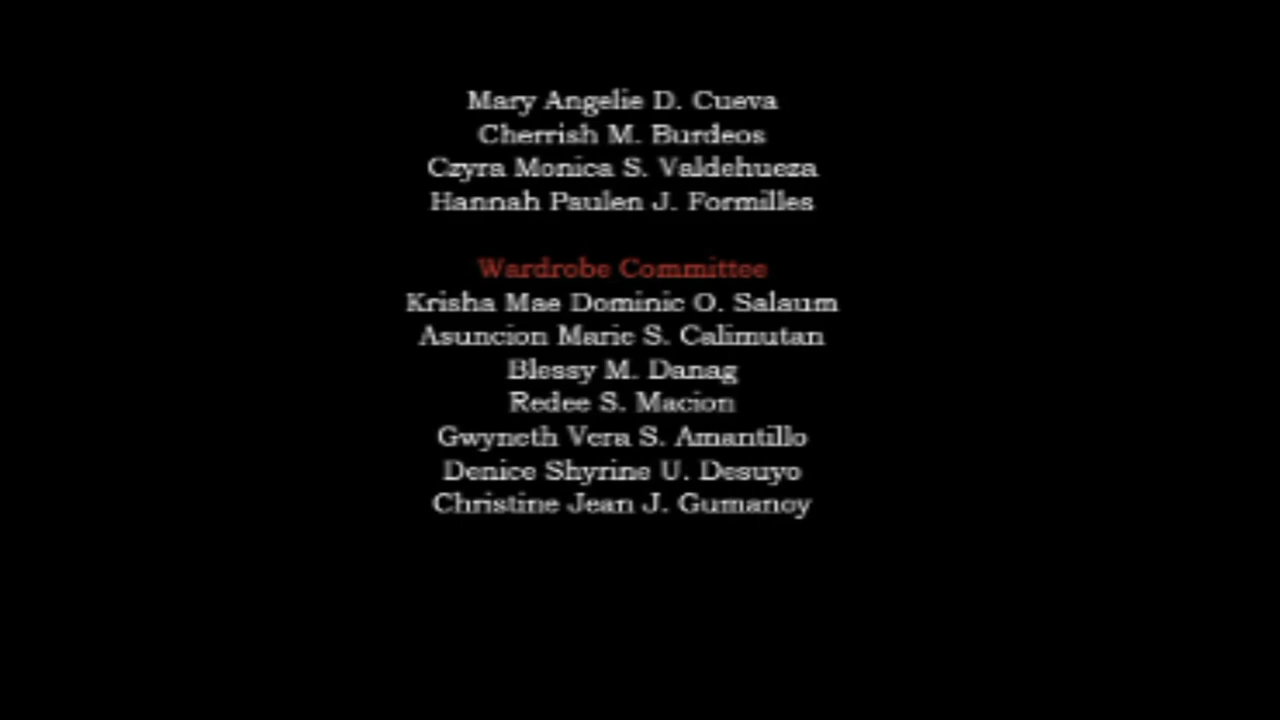 Mary Angelie D. Cueva
Cherrish M. Burdeos
Czyra Monica S. Valdehueza
Hannah Paulen J. Formilles
Wardrobe Committee
Krisha Mae Dominic O. Salaum
Asuncion Marie S. Calimutan
Blessy M. Danag
Redee S. Macion
Gwyneth Vera S. Amantillo
Denice Shyrine U. Desuyo
Christine Jean J. Gumanoy